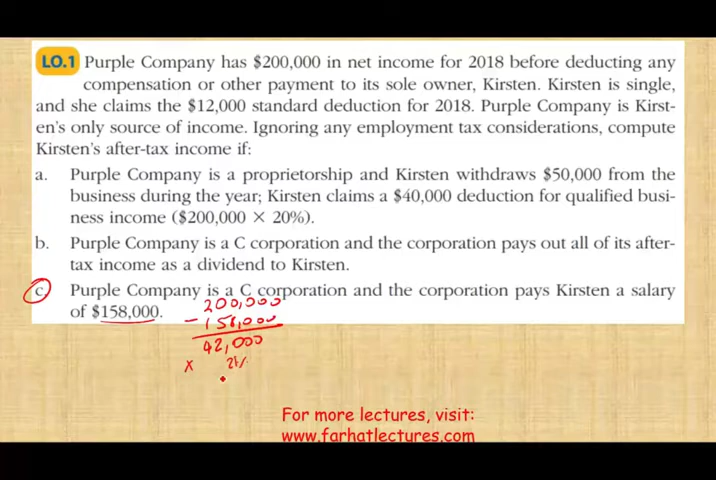 LO.1 Purple Company has $200,000 in net income for 2018 before deducting any
compensation or other payment to its sole owner, Kirsten. Kirsten is single,
and she claims the $12,000 standard deduction for 2018. Purple Company is Kirst-
en's only source of income. Ignoring any employment tax considerations, compute
Kirsten's after-tax income if:
a. Purple Company is a proprietorship and Kirsten withdraws $50,000 from the
business during the year; Kirsten claims a $40,000 deduction for qualified busi-
ness income ($200,000 × 20%).
b. Purple Company is a C corporation and the corporation pays out all of its after-
tax income as a dividend to Kirsten.
c. Purple Company is a C corporation and the corporation pays Kirsten a salary
of $158,000.
200,000
- 158,000
42,000
x 21%
For more lectures, visit:
www.farhatlectures.com